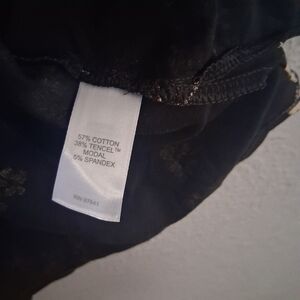 57% COTTON
38% TENCEL™
MODAL
5% SPANDEX